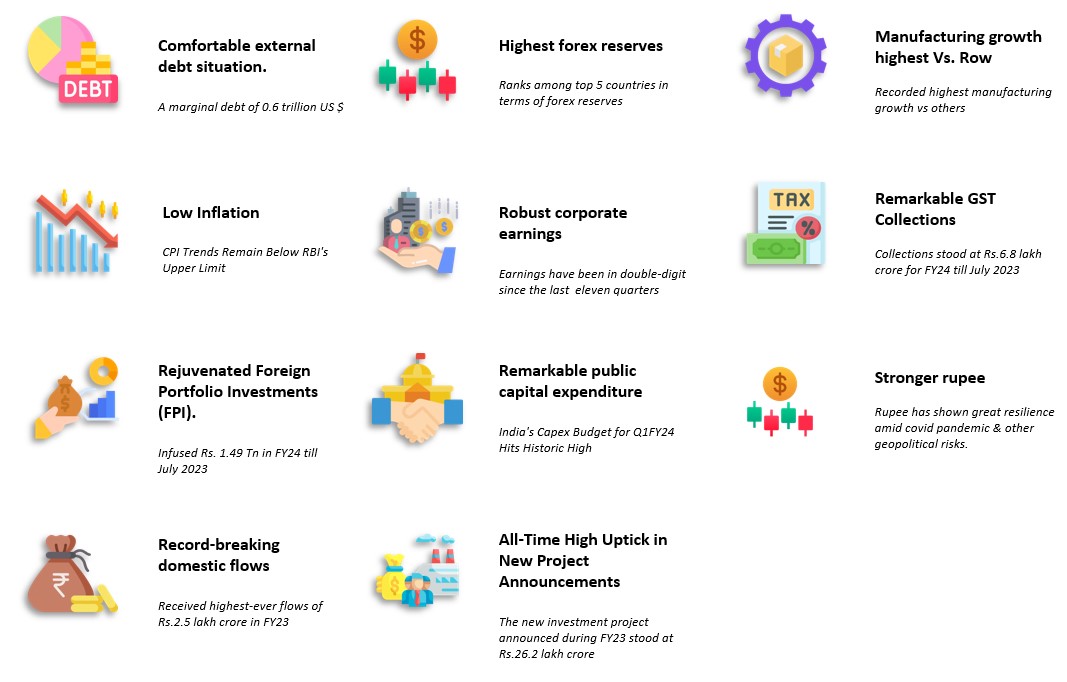 DEBT
Comfortable external
debt situation.
A marginal debt of 0.6 trillion US $
$
Highest forex reserves
Ranks among top 5 countries in
terms of forex reserves
Manufacturing growth
highest Vs. Row
Recorded highest manufacturing
growth vs others
Low Inflation
CPI Trends Remain Below RBI's
Upper Limit
Robust corporate
earnings
Earnings have been in double-digit
since the last eleven quarters
TAX
%
Remarkable GST
Collections
Collections stood at Rs.6.8 lakh
crore for FY24 till July 2023
$
Rejuvenated Foreign
Portfolio Investments
(FPI).
Infused Rs. 1.49 Tn in FY24 till
July 2023
Remarkable public
capital expenditure
India's Capex Budget for Q1FY24
Hits Historic High
$
Stronger rupee
Rupee has shown great resilience
amid covid pandemic & other
geopolitical risks.
₹
Record-breaking
domestic flows
Received highest-ever flows of
Rs.2.5 lakh crore in FY23
$
All-Time High Uptick in
New Project
Announcements
The new investment project
announced during FY23 stood at
Rs.26.2 lakh crore